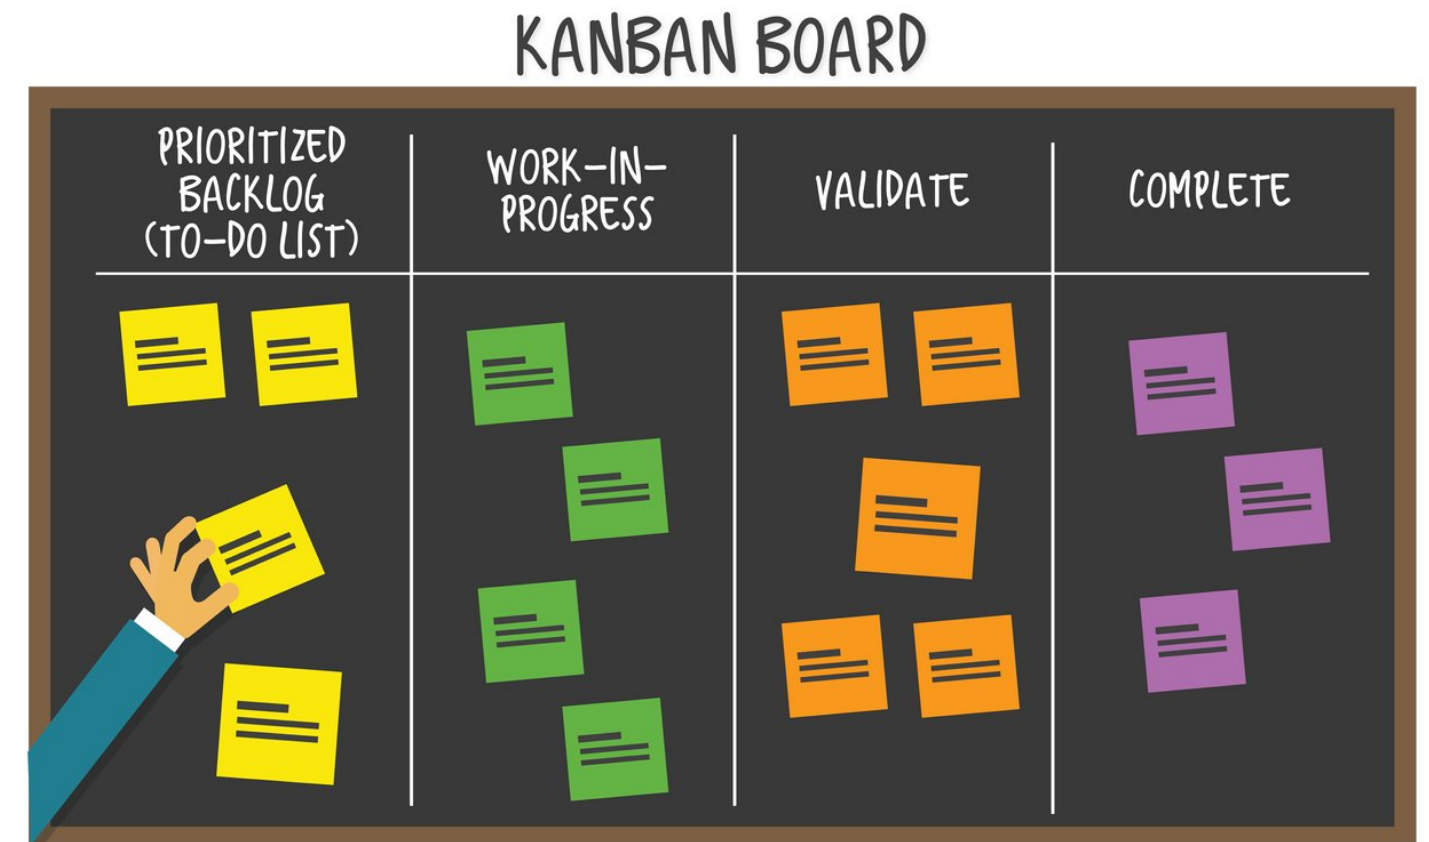 KANBAN BOARD
PRIORITIZED
BACKLOG
(TO-DO LIST)
WORK-IN-
PROGRESS
VALIDATE
COMPLETE